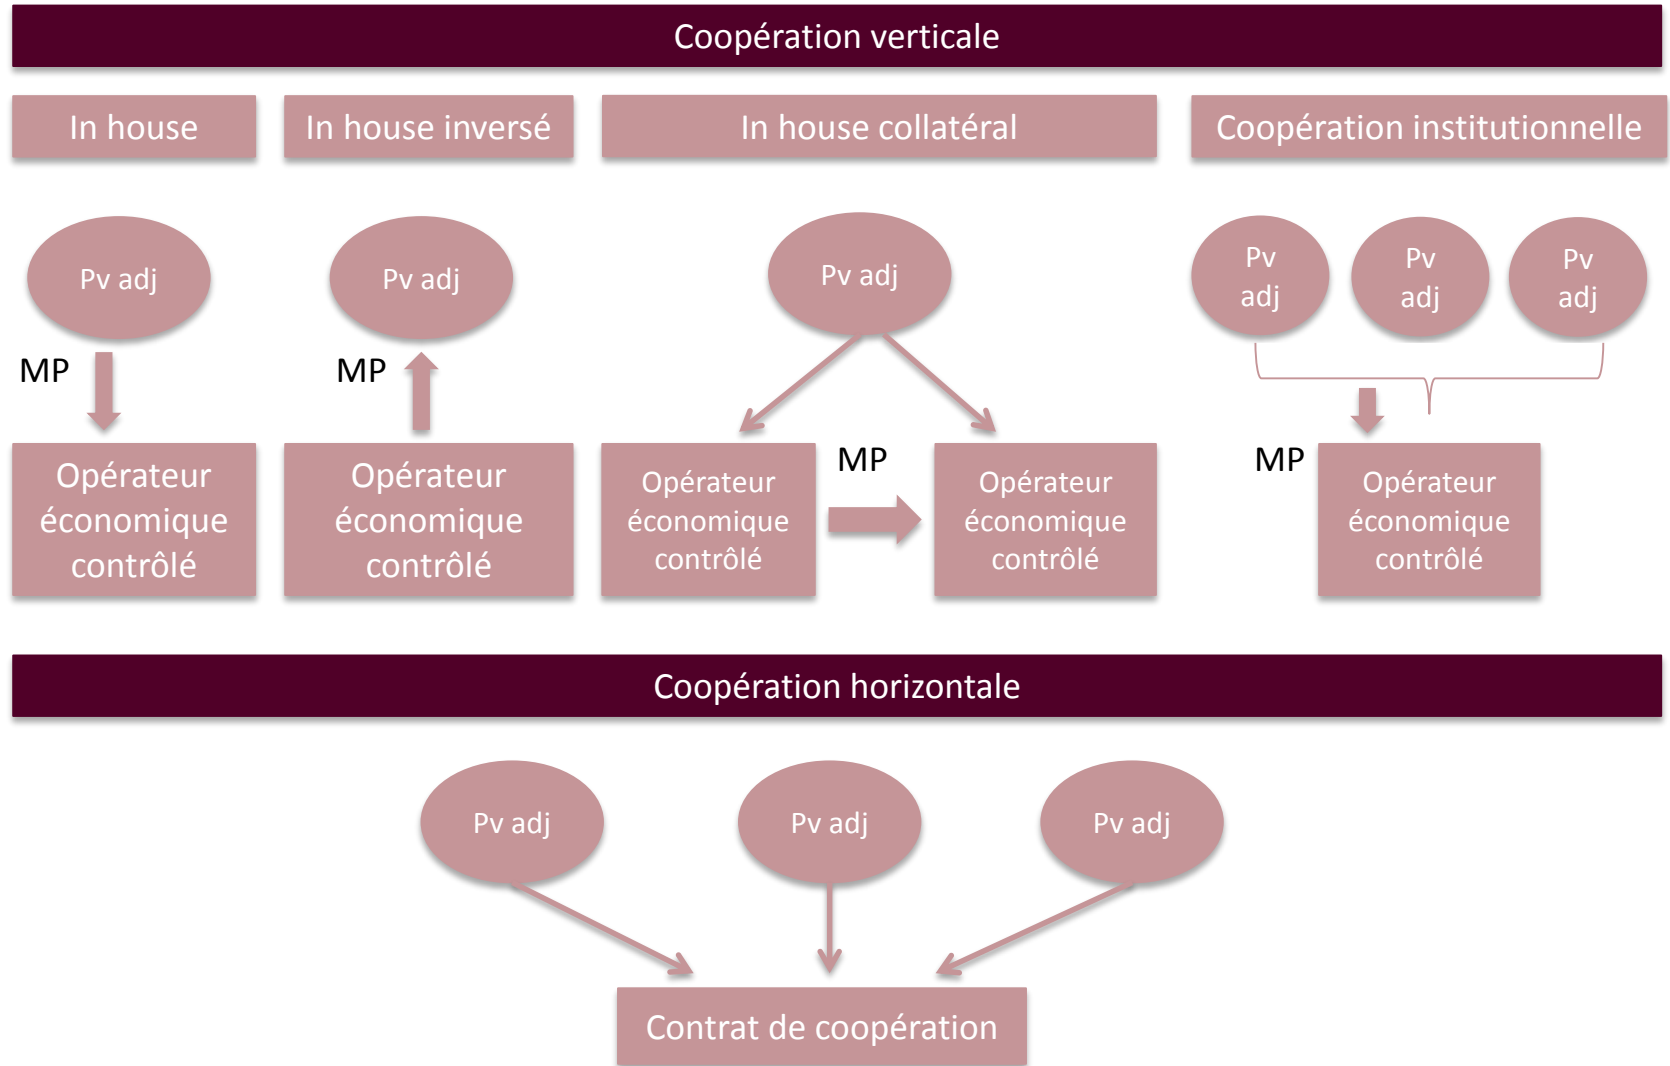 Coopération verticale
In house
In house inversé
In house collatéral
Coopération institutionnelle
Pv adj
Pv adj
Pv adj
Pv
adj
Pv
adj
Pv
adj
MP
MP
MP
MP
Opérateur
économique
contrôlé
Opérateur
économique
contrôlé
Opérateur
économique
contrôlé
Opérateur
économique
contrôlé
Opérateur
économique
contrôlé
Coopération horizontale
Pv adj
Pv adj
Pv adj
Contrat de coopération